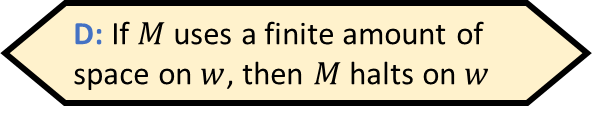 D: If M uses a finite amount of
space on w, then M halts on w